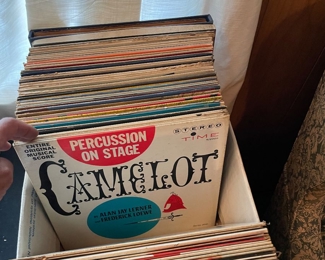 ENTIRE
ORIGINAL
MUSICAL
SCORE
PERCUSSION
ON STAGE
STEREO
TIME
CAMELOT
ALAN JAY LERNER
FREDERICK LOEWE